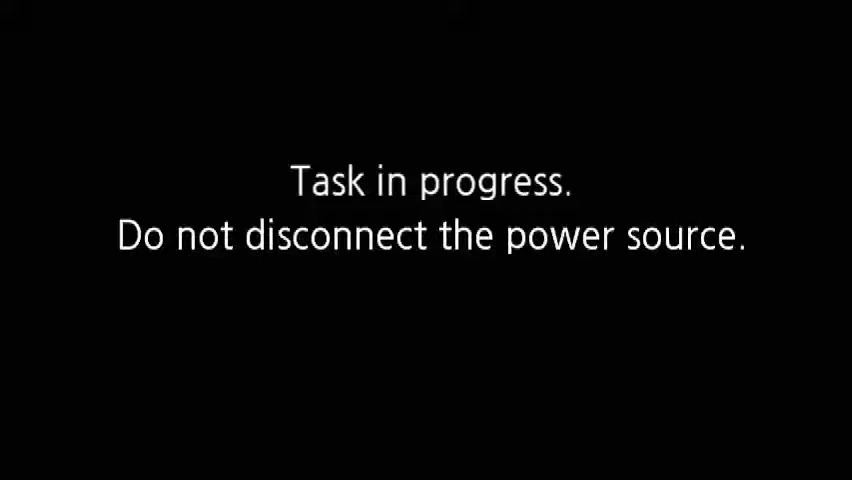 Task in progress.
Do not disconnect the power source.